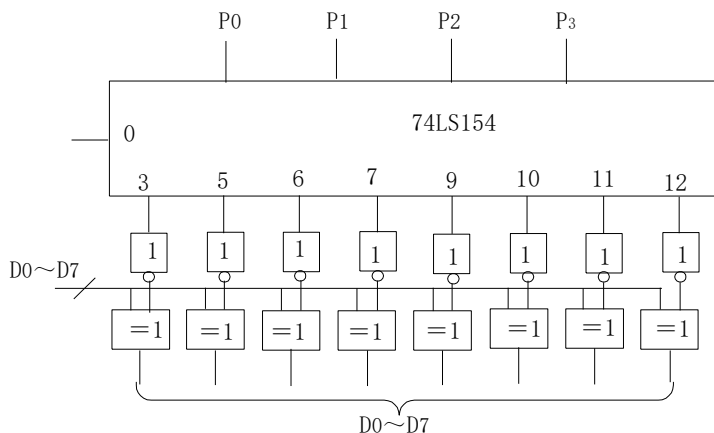 P0 P1 P2 P3
0 74LS154
3 5 6 7 9 10 11 12
1 1 1 1 1 1 1 1
D0～D7
=1 =1 =1 =1 =1 =1 =1 =1
D0～D7